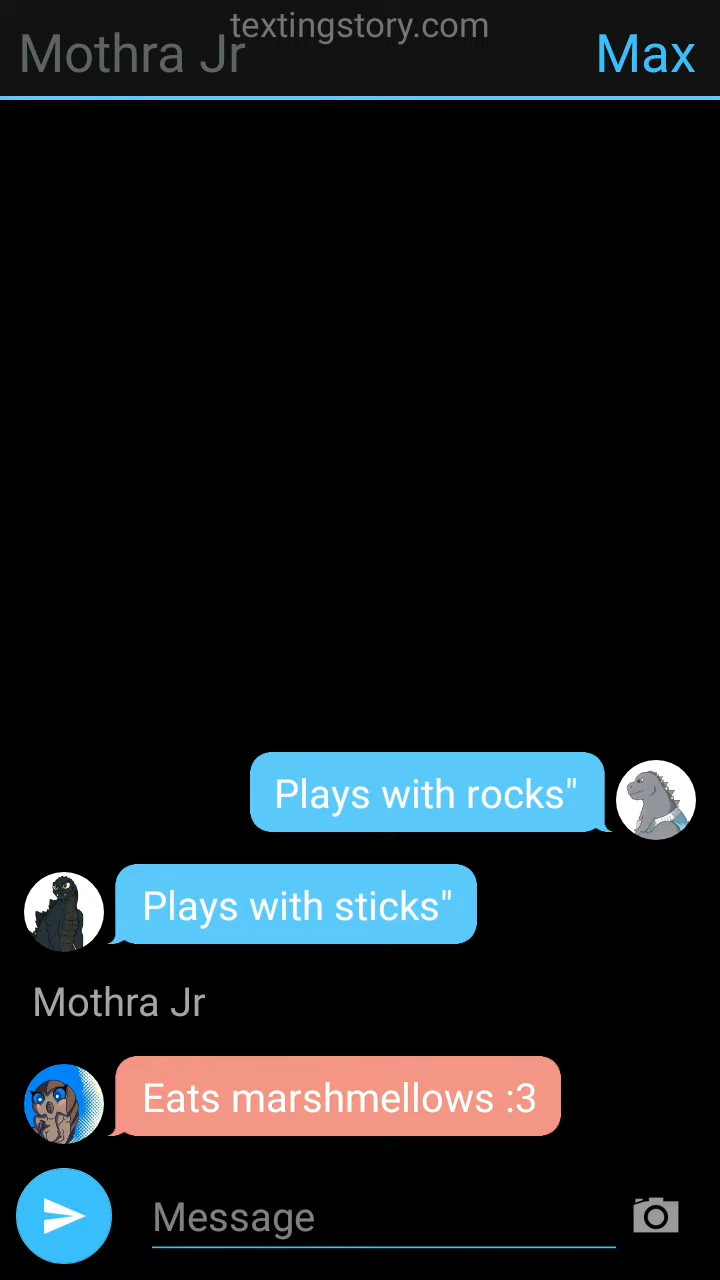 textingstory.com
Mothra Jr
Max
Plays with rocks"
Plays with sticks"
Mothra Jr
Eats marshmellows :3
Message